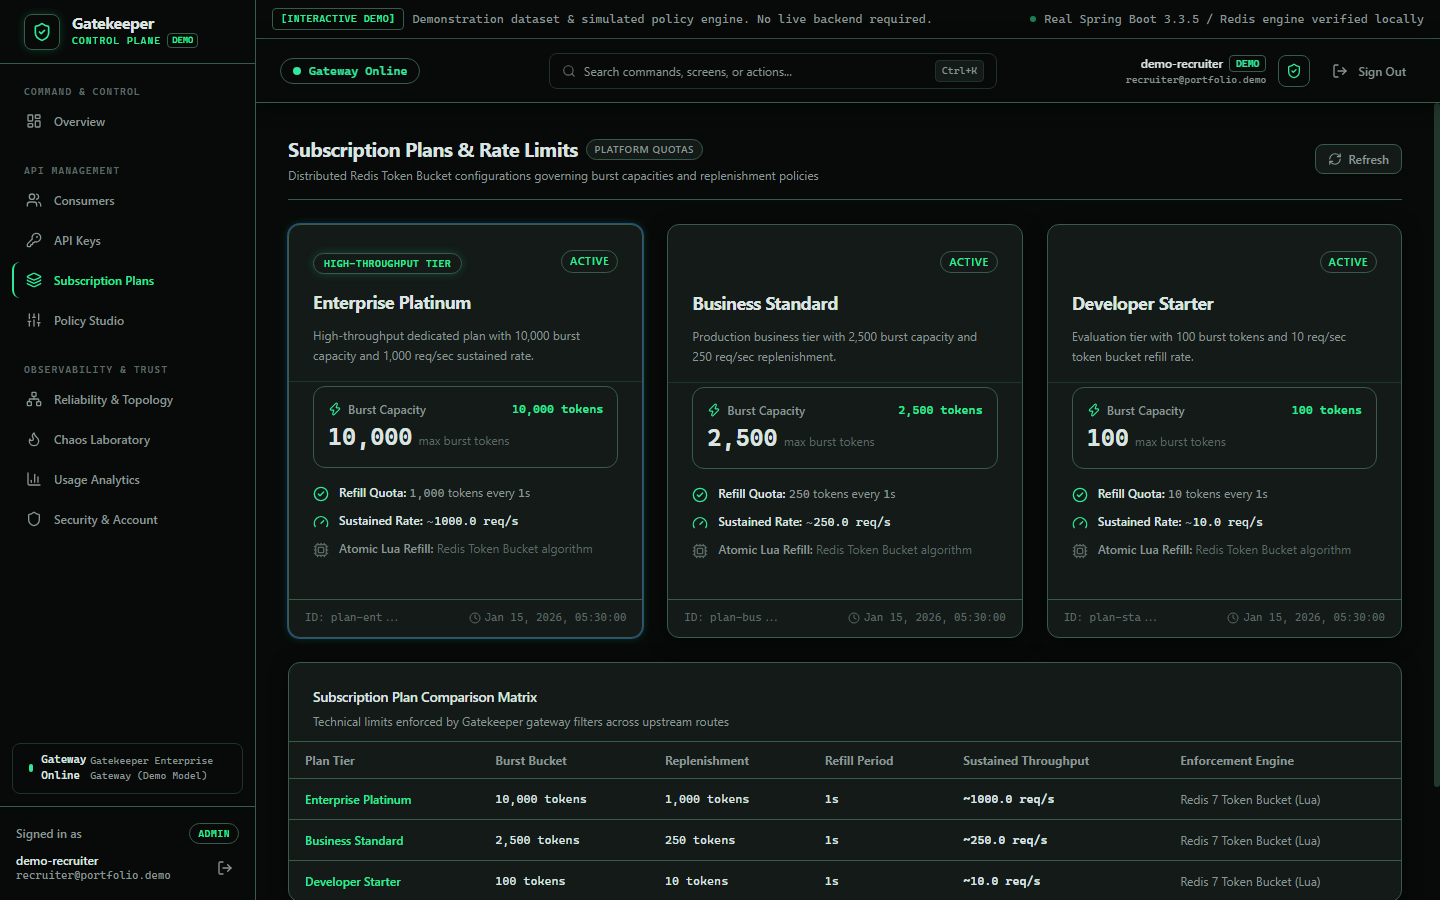 Gatekeeper
CONTROL PLANE DEMO
COMMAND & CONTROL
Overview
API MANAGEMENT
Consumers
API Keys
Subscription Plans
Policy Studio
OBSERVABILITY & TRUST
Reliability & Topology
Chaos Laboratory
Usage Analytics
Security & Account
Gateway Online Gatekeeper Enterprise Gateway (Demo Model)
Signed in as ADMIN
demo-recruiter
recruiter@portfolio.demo
[INTERACTIVE DEMO] Demonstration dataset & simulated policy engine. No live backend required.
Real Spring Boot 3.3.5 / Redis engine verified locally
Gateway Online
Search commands, screens, or actions... Ctrl+K
demo-recruiter DEMO
recruiter@portfolio.demo
Sign Out
Subscription Plans & Rate Limits PLATFORM QUOTAS
Distributed Redis Token Bucket configurations governing burst capacities and replenishment policies
Refresh
HIGH-THROUGHPUT TIER ACTIVE
Enterprise Platinum
High-throughput dedicated plan with 10,000 burst
capacity and 1,000 req/sec sustained rate.
Burst Capacity 10,000 tokens
10,000 max burst tokens
Refill Quota: 1,000 tokens every 1s
Sustained Rate: ~1000.0 req/s
Atomic Lua Refill: Redis Token Bucket algorithm
ID: plan-ent... Jan 15, 2026, 05:30:00
ACTIVE
Business Standard
Production business tier with 2,500 burst capacity and
250 req/sec replenishment.
Burst Capacity 2,500 tokens
2,500 max burst tokens
Refill Quota: 250 tokens every 1s
Sustained Rate: ~250.0 req/s
Atomic Lua Refill: Redis Token Bucket algorithm
ID: plan-bus... Jan 15, 2026, 05:30:00
ACTIVE
Developer Starter
Evaluation tier with 100 burst tokens and 10 req/sec
token bucket refill rate.
Burst Capacity 100 tokens
100 max burst tokens
Refill Quota: 10 tokens every 1s
Sustained Rate: ~10.0 req/s
Atomic Lua Refill: Redis Token Bucket algorithm
ID: plan-sta... Jan 15, 2026, 05:30:00
Subscription Plan Comparison Matrix
Technical limits enforced by Gatekeeper gateway filters across upstream routes
Plan Tier Burst Bucket Replenishment Refill Period Sustained Throughput Enforcement Engine
Enterprise Platinum 10,000 tokens 1,000 tokens 1s ~1000.0 req/s Redis 7 Token Bucket (Lua)
Business Standard 2,500 tokens 250 tokens 1s ~250.0 req/s Redis 7 Token Bucket (Lua)
Developer Starter 100 tokens 10 tokens 1s ~10.0 req/s Redis 7 Token Bucket (Lua)